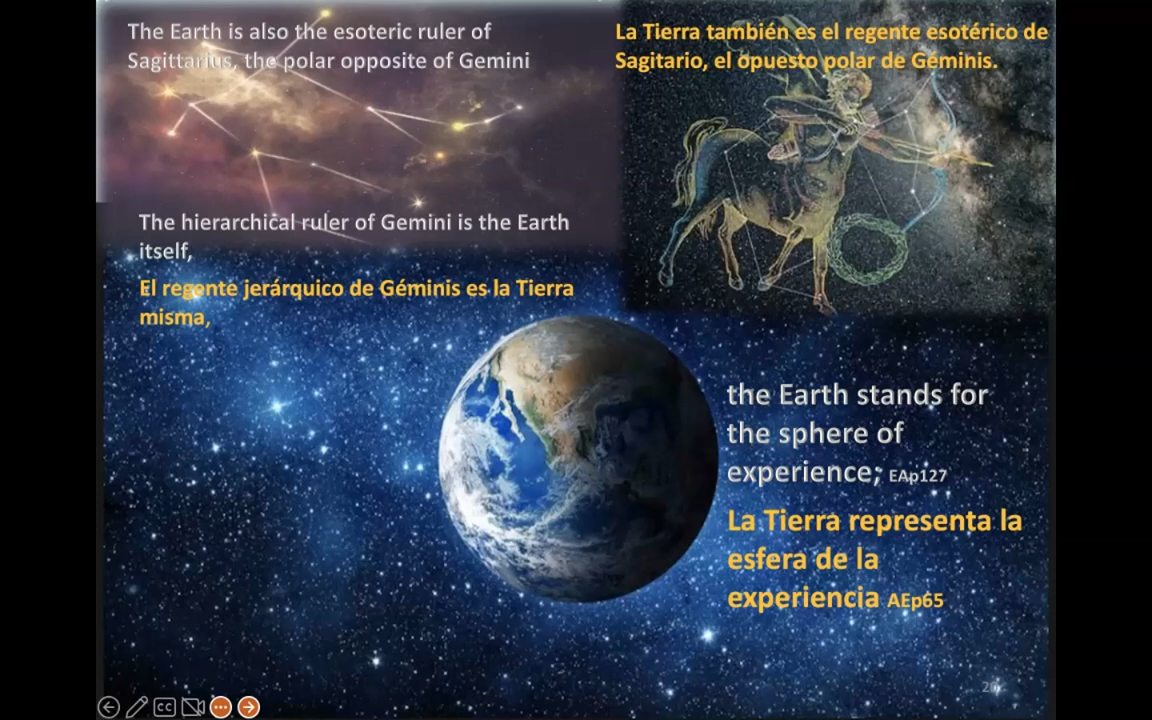 The Earth is also the esoteric ruler of
Sagittarius, the polar opposite of Gemini
La Tierra también es el regente esotérico de
Sagitario, el opuesto polar de Géminis.
The hierarchical ruler of Gemini is the Earth
itself,
El regente jerárquico de Géminis es la Tierra
misma,
the Earth stands for
the sphere of
experience; EAp127
La Tierra representa la
esfera de la
experiencia AEp65
CC